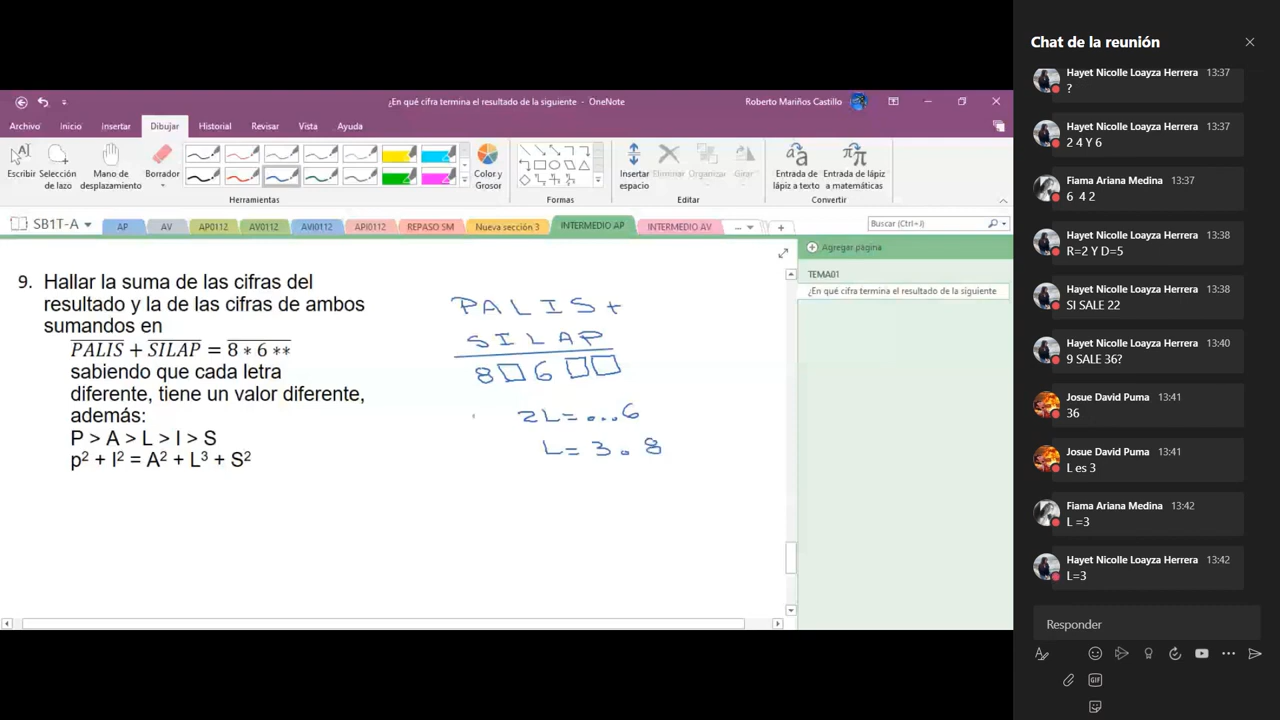 Chat de la reunión
¿En qué cifra termina el resultado de la siguiente - OneNote
Roberto Mariños Castillo
Archivo Inicio Insertar Dibujar Historial Revisar Vista Ayuda
Escribir
Selección de lazo
Mano de desplazamiento
Borrador
Color y Grosor
Insertar espacio
Eliminar
Organizar
Girar
Entrada de lápiz a texto
Entrada de lápiz a matemáticas
Herramientas
Formas
Editar
Convertir
SB1T-A
AP AV AP0112 AV0112 AVI0112 API0112 REPASO SM Nueva sección 3 INTERMEDIO AP INTERMEDIO AV ...
Buscar (Ctrl+J)
Agregar página
TEMA01
¿En qué cifra termina el resultado de la siguiente
9. Hallar la suma de las cifras del
resultado y la de las cifras de ambos
sumandos en
PALIS + SILAP = 8 * 6 **
sabiendo que cada letra
diferente, tiene un valor diferente,
además:
P > A > L > I > S
p² + I² = A² + L³ + S²
PALIS+
SILAP
8□6□□
2L=...6
L=3.8
Hayet Nicolle Loayza Herrera 13:37
?
Hayet Nicolle Loayza Herrera 13:37
2 4 Y 6
Fiama Ariana Medina 13:37
6 4 2
Hayet Nicolle Loayza Herrera 13:38
R=2 Y D=5
Hayet Nicolle Loayza Herrera 13:38
SI SALE 22
Hayet Nicolle Loayza Herrera 13:40
9 SALE 36?
Josue David Puma 13:41
36
Josue David Puma 13:41
L es 3
Fiama Ariana Medina 13:42
L =3
Hayet Nicolle Loayza Herrera 13:42
L=3
Responder
GIF